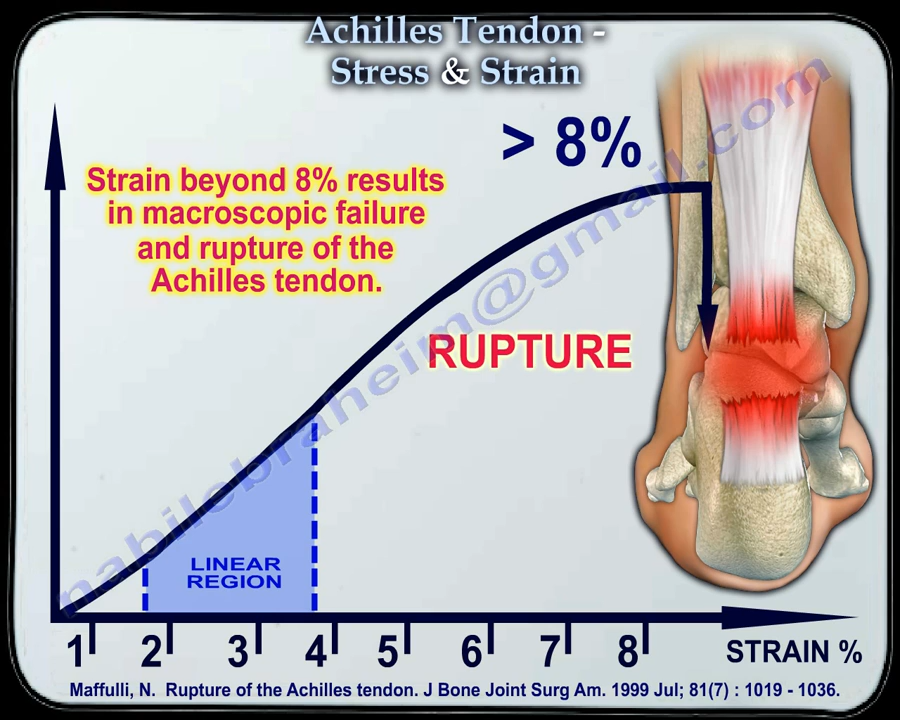 Achilles Tendon -
Stress & Strain
> 8%
Strain beyond 8% results
in macroscopic failure
and rupture of the
Achilles tendon.
RUPTURE
LINEAR
REGION
1 2 3 4 5 6 7 8 STRAIN %
Maffulli, N. Rupture of the Achilles tendon. J Bone Joint Surg Am. 1999 Jul; 81(7) : 1019 - 1036.
nabilebraheim@gmail.com